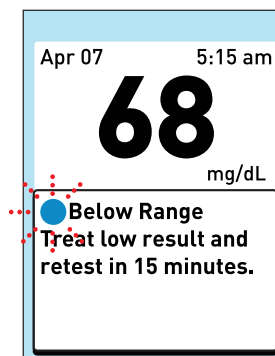 Apr 07 5:15 am
68
mg/dL
Below Range
Treat low result and
retest in 15 minutes.